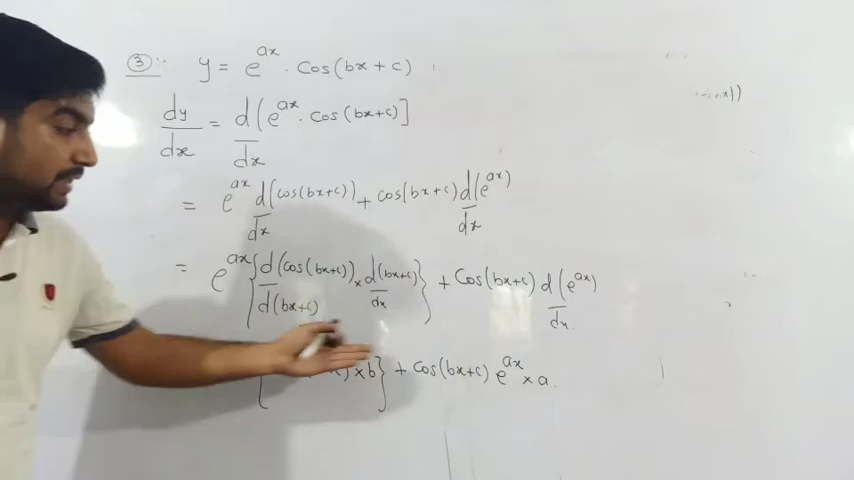 ③ :- y = e^{ax} . Cos(bx + c)
dy/dx = d/dx (e^{ax} . cos(bx+c)]
= e^{ax} d/dx (cos(bx+c)) + cos(bx+c) d/dx (e^{ax})
= e^{ax} { d(cos(bx+c))/d(bx+c) × d(bx+c)/dx } + Cos(bx+c) d/dx (e^{ax})
{ ) × b } + cos(bx+c) e^{ax} × a .